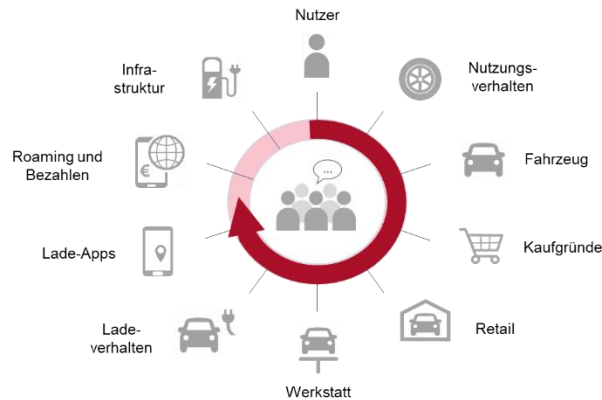 Nutzer
Nutzungs-
verhalten
Fahrzeug
Kaufgründe
Retail
Werkstatt
Lade-
verhalten
Lade-Apps
Roaming und
Bezahlen
€
Infra-
struktur
...